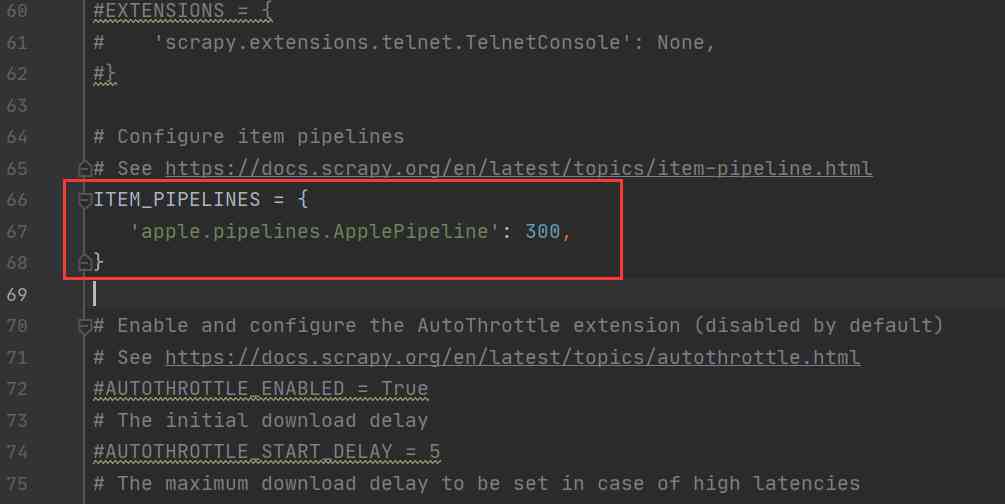 60 #EXTENSIONS = {
61 #    'scrapy.extensions.telnet.TelnetConsole': None,
62 #}
63
64 # Configure item pipelines
65 # See https://docs.scrapy.org/en/latest/topics/item-pipeline.html
66 ITEM_PIPELINES = {
67    'apple.pipelines.ApplePipeline': 300,
68 }
69
70 # Enable and configure the AutoThrottle extension (disabled by default)
71 # See https://docs.scrapy.org/en/latest/topics/autothrottle.html
72 #AUTOTHROTTLE_ENABLED = True
73 # The initial download delay
74 #AUTOTHROTTLE_START_DELAY = 5
75 # The maximum download delay to be set in case of high latencies